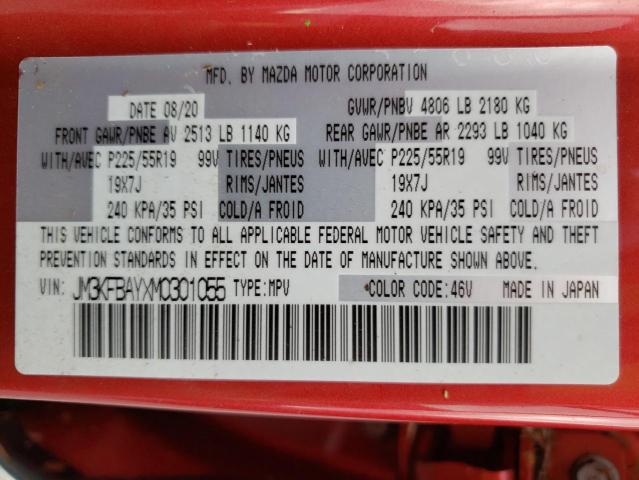 MFD. BY MAZDA MOTOR CORPORATION
DATE 08/20 GVWR/PNBV 4806 LB 2180 KG
FRONT GAWR/PNBE AV 2513 LB 1140 KG REAR GAWR/PNBE AR 2293 LB 1040 KG
WITH/AVEC P225/55R19 99V TIRES/PNEUS WITH/AVEC P225/55R19 99V TIRES/PNEUS
19X7J RIMS/JANTES 19X7J RIMS/JANTES
240 KPA/35 PSI COLD/A FROID 240 KPA/35 PSI COLD/A FROID
THIS VEHICLE CONFORMS TO ALL APPLICABLE FEDERAL MOTOR VEHICLE SAFETY AND THEFT
PREVENTION STANDARDS IN EFFECT ON THE DATE OF MANUFACTURE SHOWN ABOVE.
VIN: JM3KFBAYXM0301055 TYPE:MPV COLOR CODE:46V MADE IN JAPAN